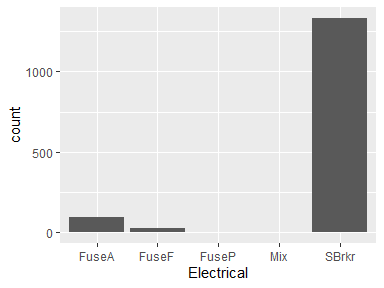 count
1000
500
0
FuseA FuseF FuseP Mix SBrkr
Electrical